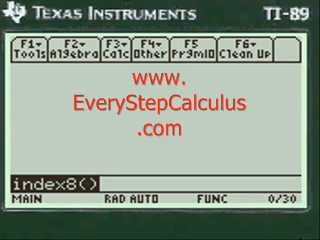 TEXAS INSTRUMENTS TI-89
F1 F2 F3 F4 F5 F6
Tools Algebra Calc Other PrgmIO Clean Up
www.
EveryStepCalculus
.com
index8()
MAIN RAD AUTO FUNC 0/30